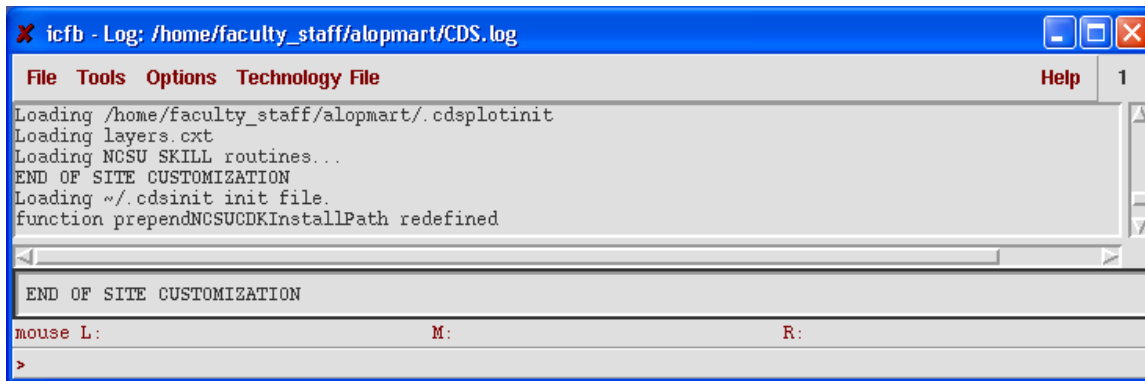 icfb - Log: /home/faculty_staff/alopmart/CDS.log
File Tools Options Technology File Help 1
Loading /home/faculty_staff/alopmart/.cdsplotinit
Loading layers.cxt
Loading NCSU SKILL routines...
END OF SITE CUSTOMIZATION
Loading ~/.cdsinit init file.
function prependNCSUCDKInstallPath redefined
END OF SITE CUSTOMIZATION
mouse L: M: R:
>